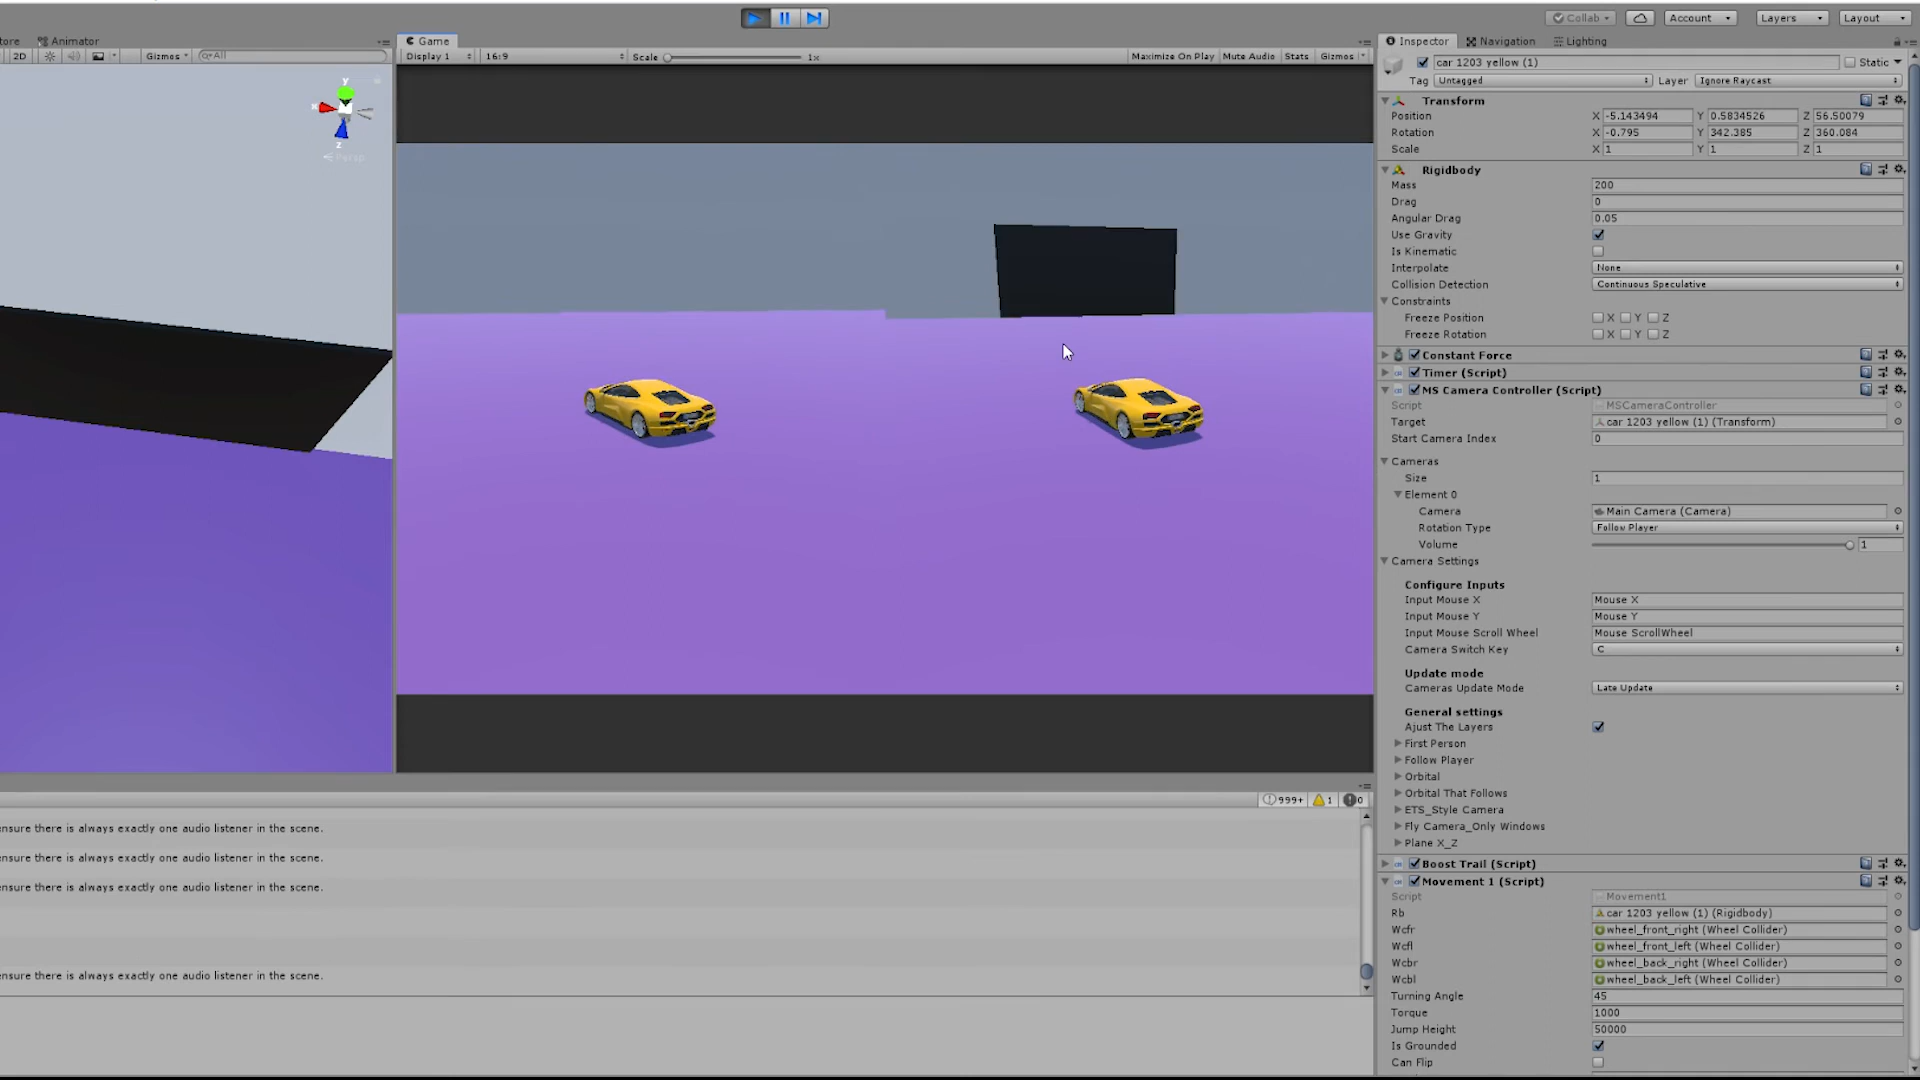 Collab
Account
Layers
Layout
Animator
Game
Inspector
Navigation
Lighting
2D
Gizmos
All
Display 1
16:9
Scale
1x
Maximize On Play
Mute Audio
Stats
Gizmos
car 1203 yellow (1)
Static
Tag Untagged Layer Ignore Raycast
Transform
Position X -5.143494 Y 0.5834526 Z 56.50079
Rotation X -0.795 Y 342.385 Z 360.084
Scale X 1 Y 1 Z 1
Rigidbody
Mass 200
Drag 0
Angular Drag 0.05
Use Gravity
Is Kinematic
Interpolate None
Collision Detection Continuous Speculative
Constraints
Freeze Position X Y Z
Freeze Rotation X Y Z
Constant Force
Timer (Script)
MS Camera Controller (Script)
Script MSCameraController
Target car 1203 yellow (1) (Transform)
Start Camera Index 0
Cameras
Size 1
Element 0
Camera Main Camera (Camera)
Rotation Type Follow Player
Volume 1
Camera Settings
Configure Inputs
Input Mouse X Mouse X
Input Mouse Y Mouse Y
Input Mouse Scroll Wheel Mouse ScrollWheel
Camera Switch Key C
Update mode
Cameras Update Mode Late Update
General settings
Ajust The Layers
First Person
Follow Player
Orbital
Orbital That Follows
ETS_Style Camera
Fly Camera_Only Windows
Plane X_Z
Boost Trail (Script)
Movement 1 (Script)
Script Movement1
Rb car 1203 yellow (1) (Rigidbody)
Wcfr wheel_front_right (Wheel Collider)
Wcfl wheel_front_left (Wheel Collider)
Wcbr wheel_back_right (Wheel Collider)
Wcbl wheel_back_left (Wheel Collider)
Turning Angle 45
Torque 1000
Jump Height 50000
Is Grounded
Can Flip
y
x
z
Persp
999+ 1 0
ensure there is always exactly one audio listener in the scene.
ensure there is always exactly one audio listener in the scene.
ensure there is always exactly one audio listener in the scene.
ensure there is always exactly one audio listener in the scene.